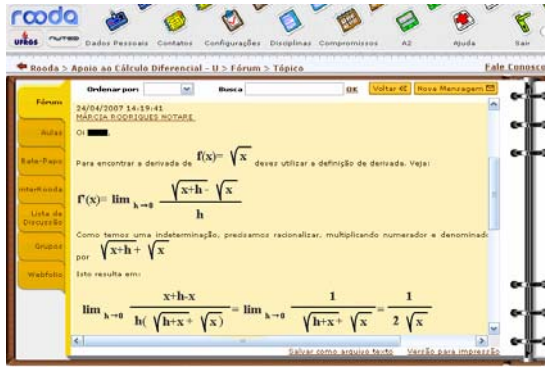 rooda
UFRGS NUTED Dados Pessoais Contatos Configurações Disciplinas Compromissos A2 Ajuda Sair
Rooda > Apoio ao Cálculo Diferencial - U > Fórum > Tópico Fale Conosco
Ordenar por: Busca OK Voltar Nova Mensagem
Fórum
Aulas
Bate-Papo
InterRooda
Lista de
Discussão
Grupos
Webfolio
24/04/2007 14:19:41
MÁRCIA RODRIGUES NOTARE
Oi
Para encontrar a derivada de f(x)= √x deves utilizar a definição de derivada. Veja:
f'(x)= lim h→0 (√x+h - √x) / h
Como temos uma indeterminação, precisamos racionalizar, multiplicando numerador e denominado
por √x+h + √x
Isto resulta em:
lim h→0 (x+h-x) / (h( √h+x + √x )) = lim h→0 1 / (√h+x + √x) = 1 / (2 √x)
Salvar como arquivo texto Versão para impressão